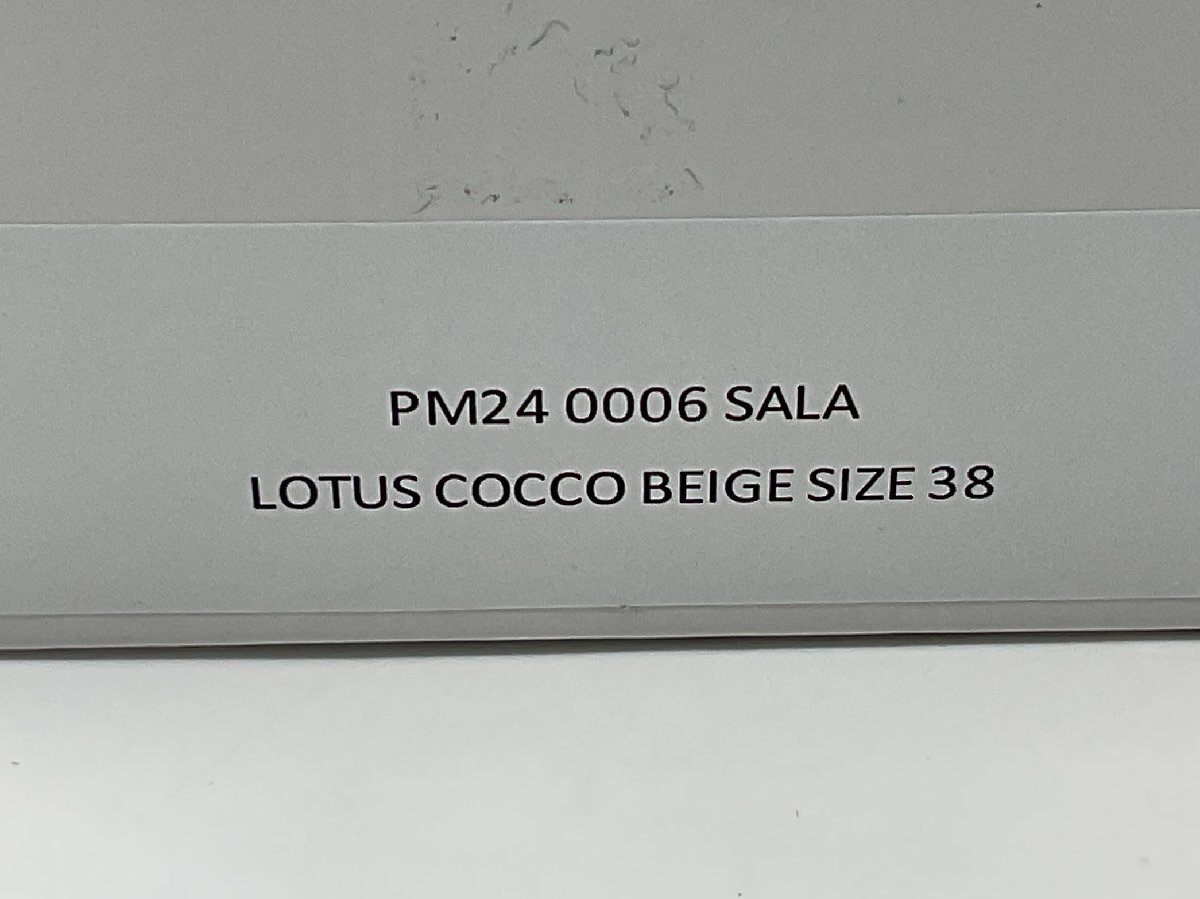 PM24 0006 SALA
LOTUS COCCO BEIGE SIZE 38